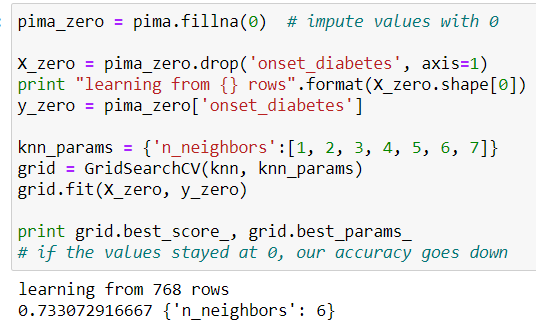 pima_zero = pima.fillna(0)  # impute values with 0
X_zero = pima_zero.drop('onset_diabetes', axis=1)
print "learning from {} rows".format(X_zero.shape[0])
y_zero = pima_zero['onset_diabetes']
knn_params = {'n_neighbors':[1, 2, 3, 4, 5, 6, 7]}
grid = GridSearchCV(knn, knn_params)
grid.fit(X_zero, y_zero)
print grid.best_score_, grid.best_params_
# if the values stayed at 0, our accuracy goes down
learning from 768 rows
0.733072916667 {'n_neighbors': 6}